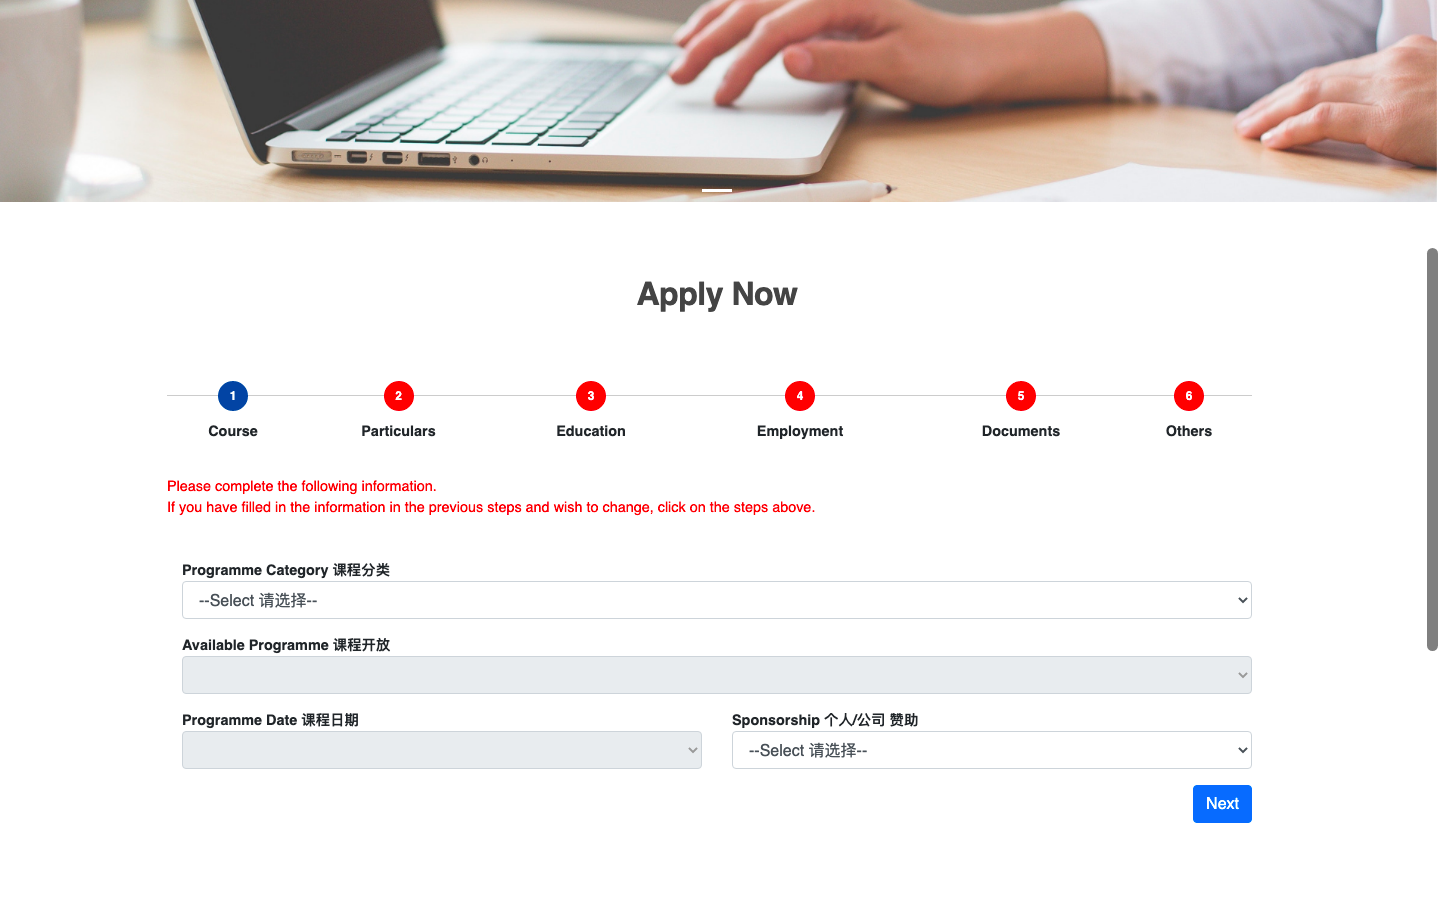 Apply Now
1
2
3
4
5
6
Course
Particulars
Education
Employment
Documents
Others
Please complete the following information.
If you have filled in the information in the previous steps and wish to change, click on the steps above.
Programme Category 课程分类
--Select 请选择--
Available Programme 课程开放
Programme Date 课程日期
Sponsorship 个人/公司 赞助
--Select 请选择--
Next